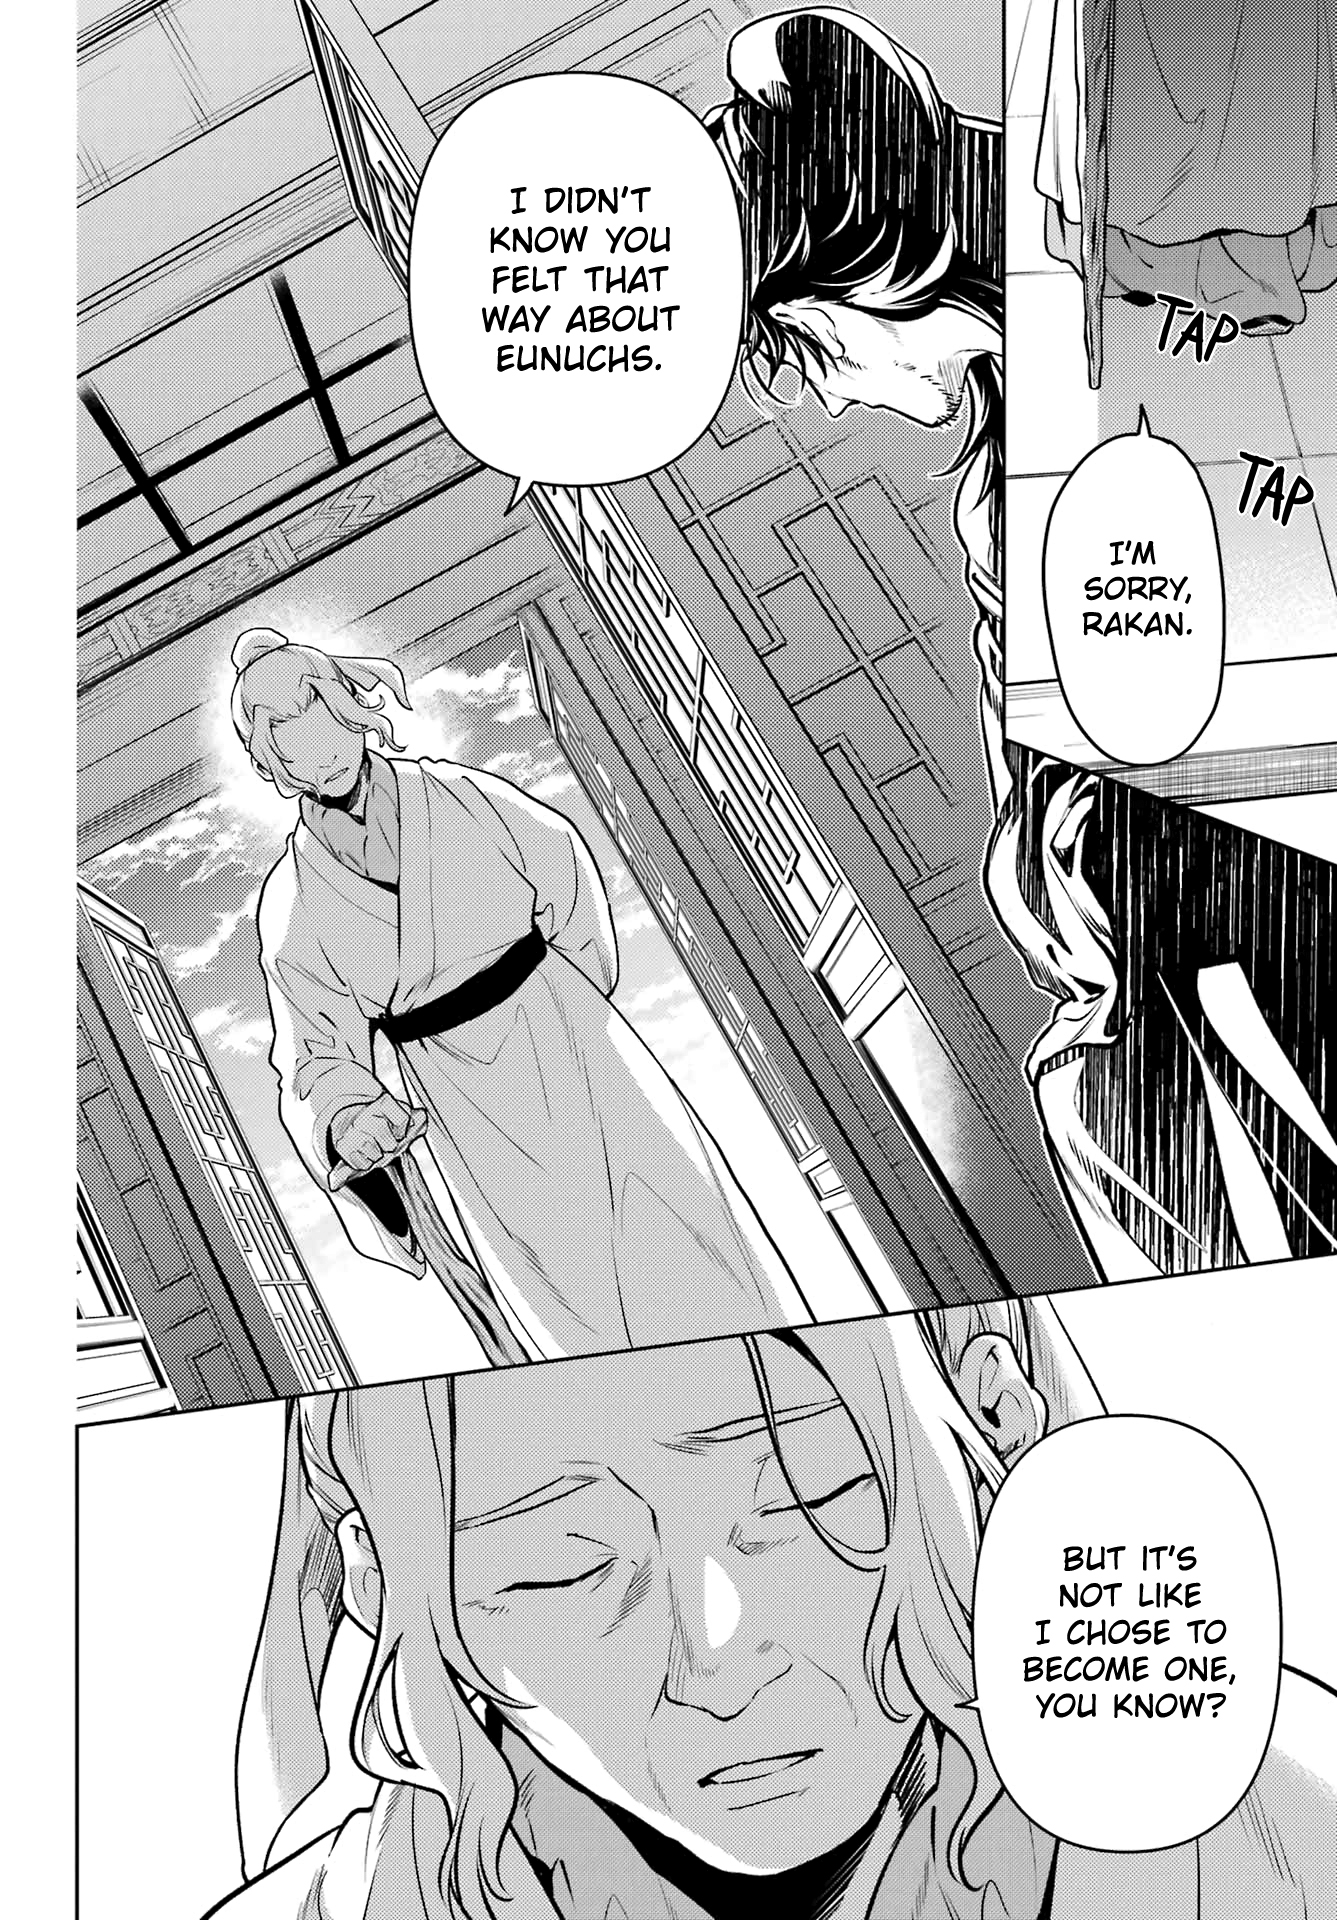 TAP
TAP
I'M
SORRY,
RAKAN.
I DIDN'T
KNOW YOU
FELT THAT
WAY ABOUT
EUNUCHS.
BUT IT'S
NOT LIKE
I CHOSE TO
BECOME ONE,
YOU KNOW?